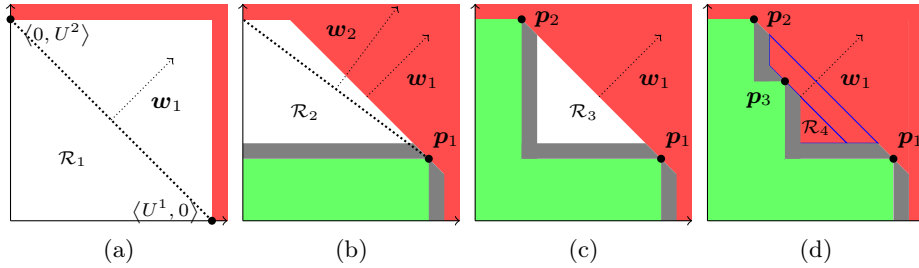 ⟨0, U²⟩
w₁
R₁
⟨U¹, 0⟩
(a)
w₂
w₁
R₂
p₁
(b)
p₂
w₁
R₃
p₁
(c)
p₂
w₁
p₃
R₄
p₁
(d)